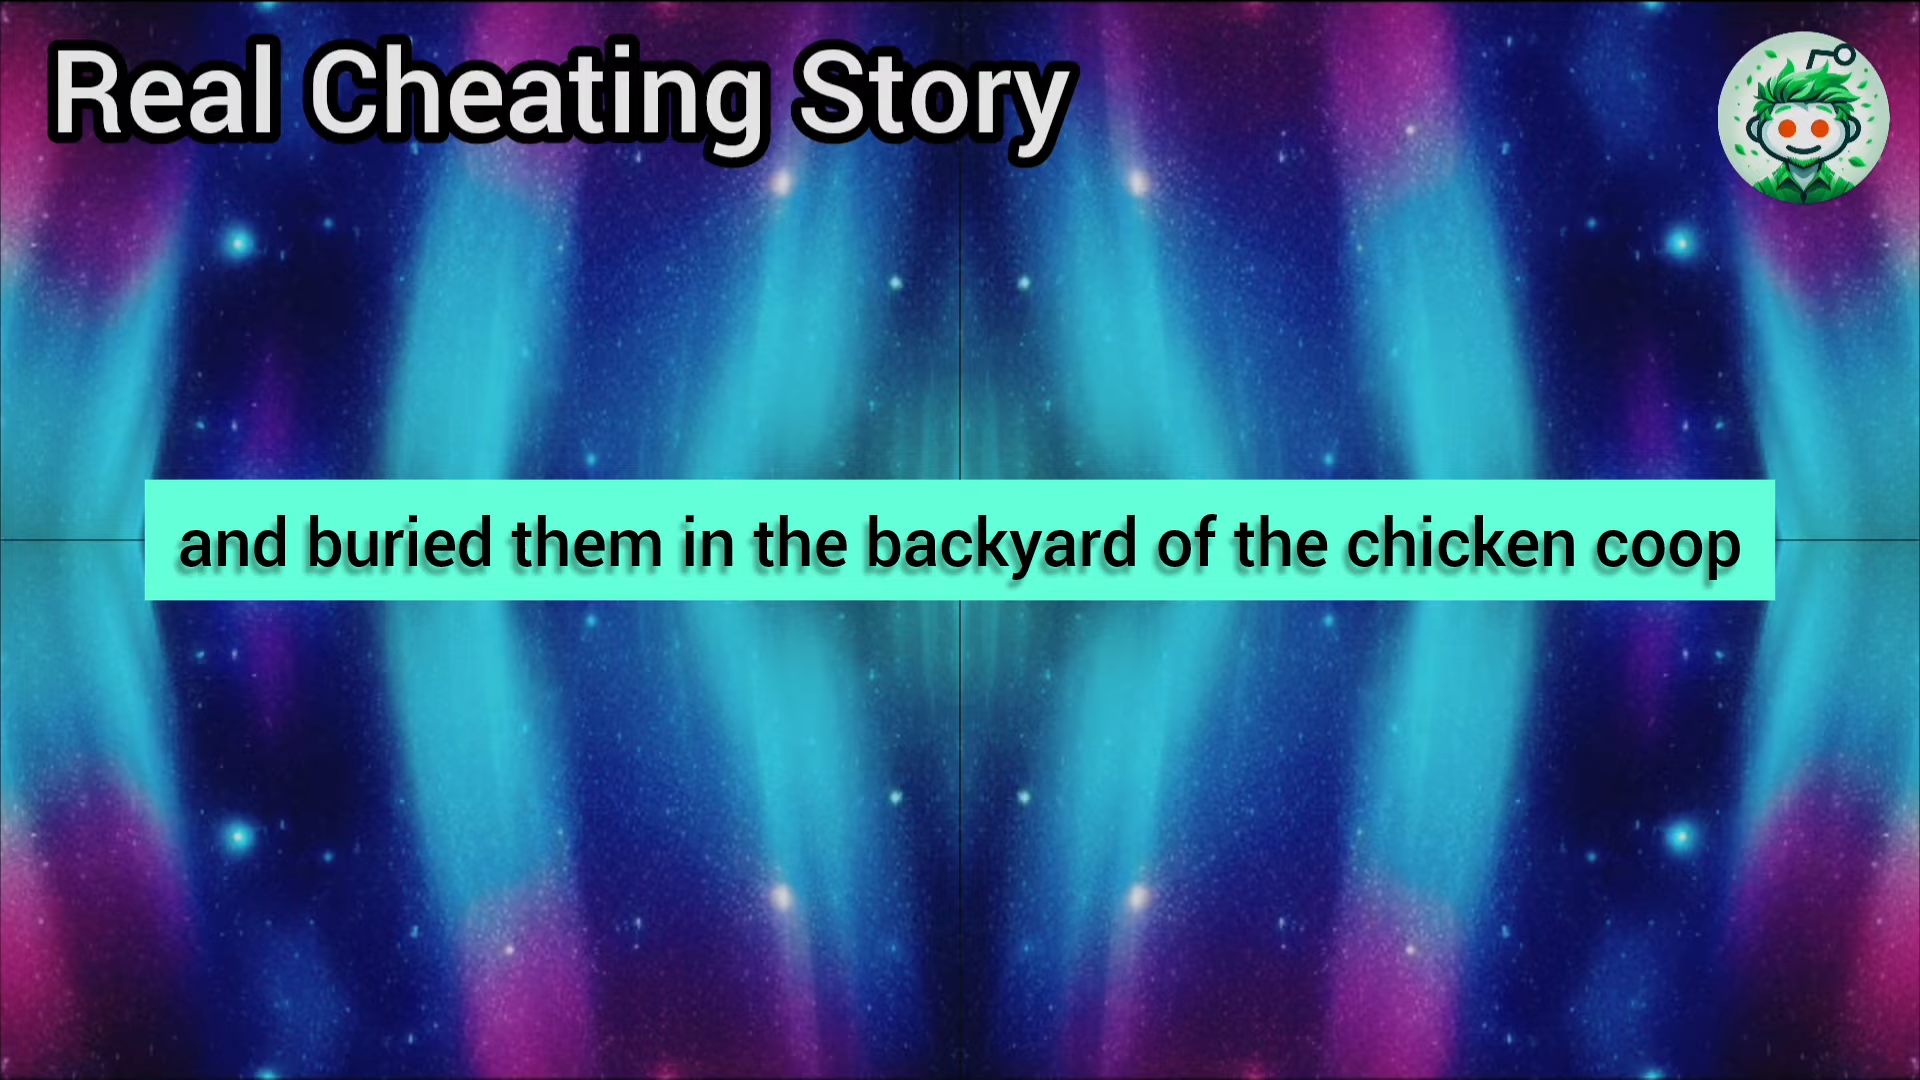 Real Cheating Story
and buried them in the backyard of the chicken coop